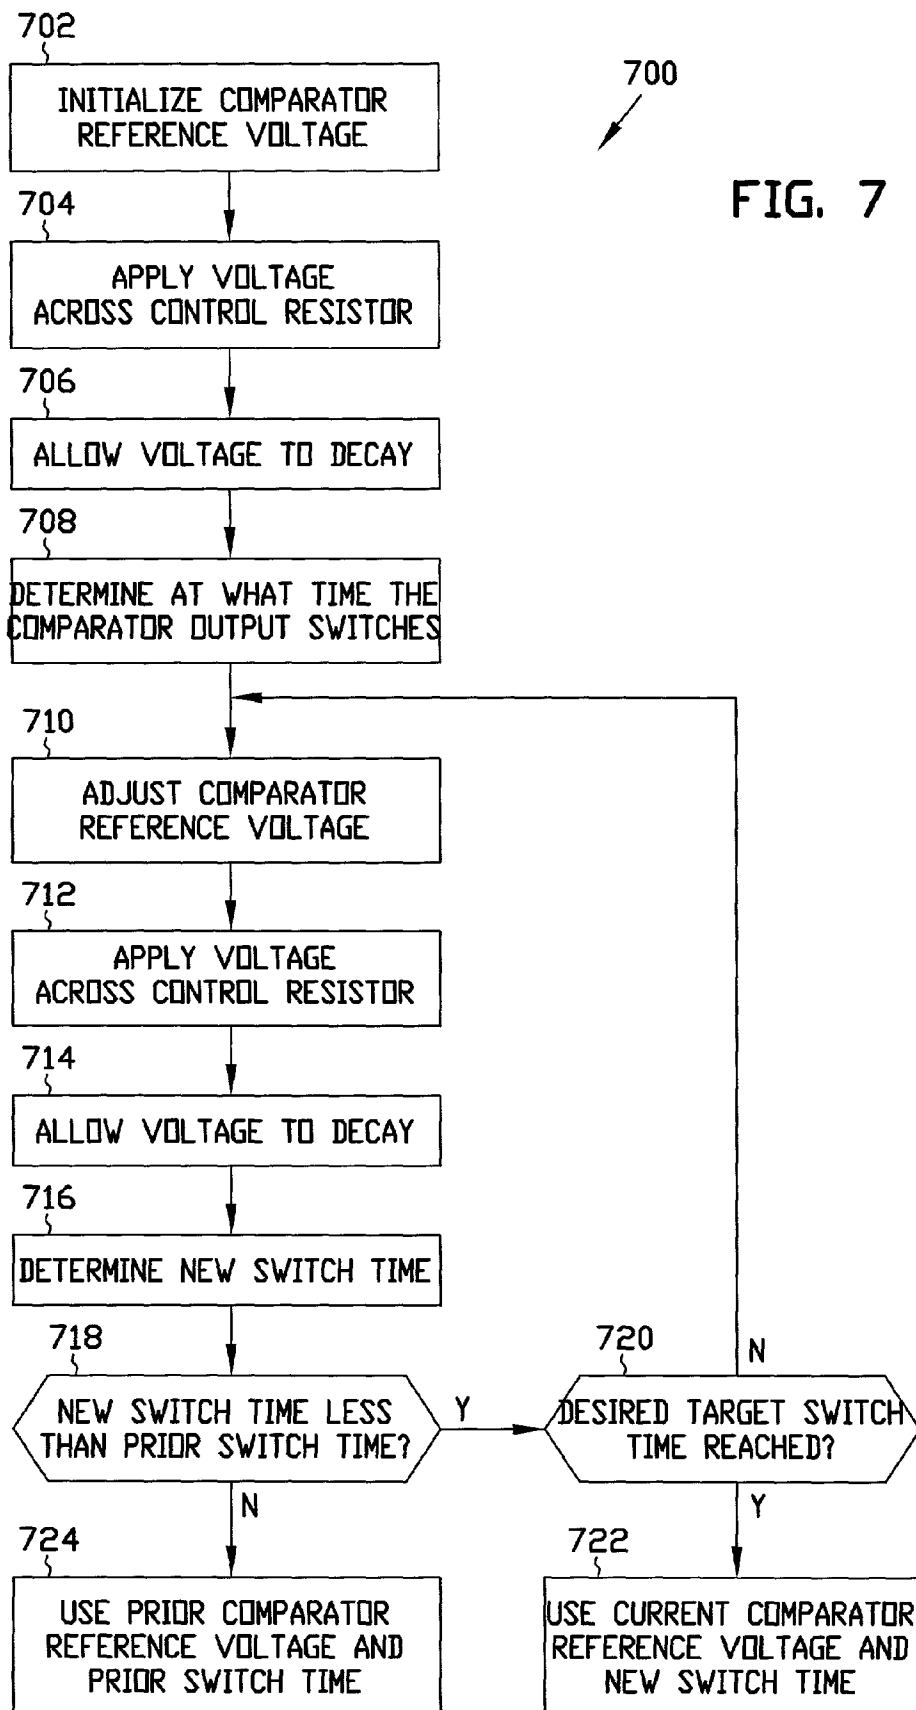 702
INITIALIZE COMPARATOR
REFERENCE VOLTAGE
700
FIG. 7
704
APPLY VOLTAGE
ACROSS CONTROL RESISTOR
706
ALLOW VOLTAGE TO DECAY
708
DETERMINE AT WHAT TIME THE
COMPARATOR OUTPUT SWITCHES
710
ADJUST COMPARATOR
REFERENCE VOLTAGE
712
APPLY VOLTAGE
ACROSS CONTROL RESISTOR
714
ALLOW VOLTAGE TO DECAY
716
DETERMINE NEW SWITCH TIME
718
NEW SWITCH TIME LESS
THAN PRIOR SWITCH TIME?
Y
N
720
N
DESIRED TARGET SWITCH
TIME REACHED?
Y
724
USE PRIOR COMPARATOR
REFERENCE VOLTAGE AND
PRIOR SWITCH TIME
722
USE CURRENT COMPARATOR
REFERENCE VOLTAGE AND
NEW SWITCH TIME